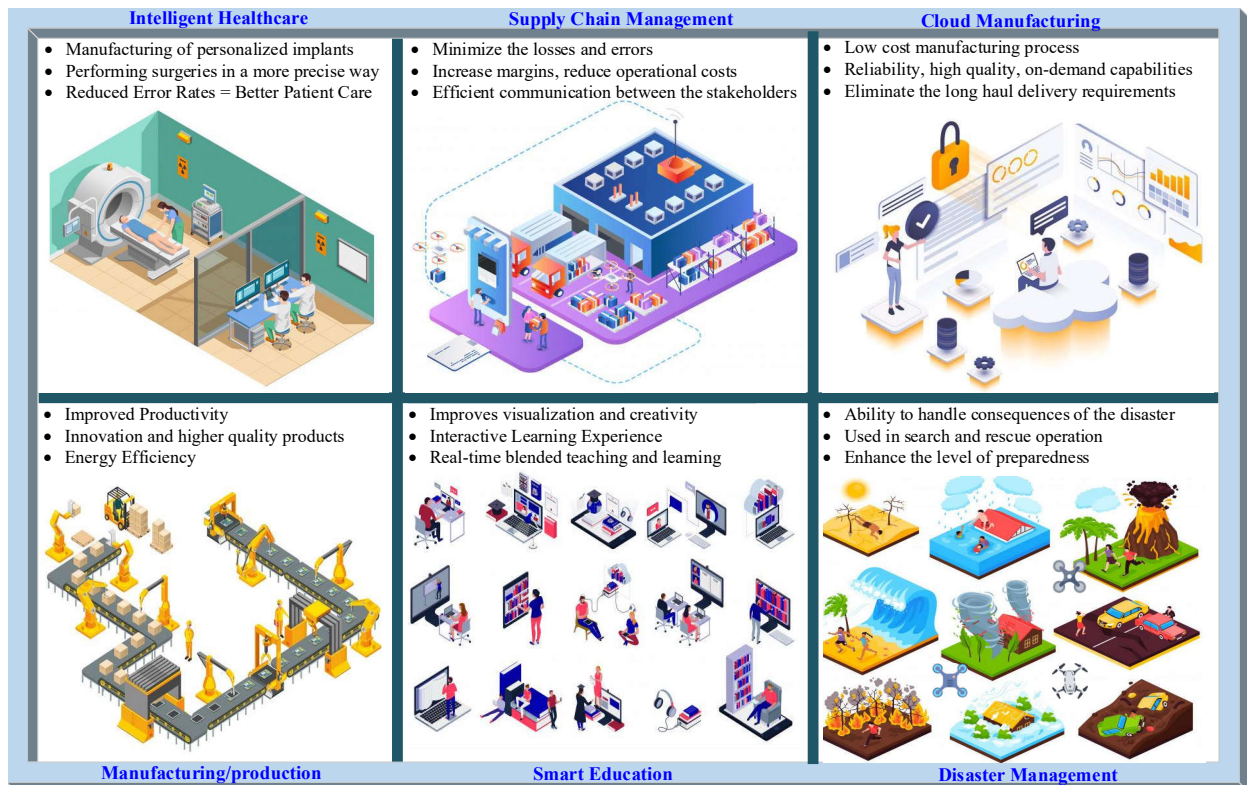 Intelligent Healthcare
Supply Chain Management
Cloud Manufacturing
• Manufacturing of personalized implants
• Performing surgeries in a more precise way
• Reduced Error Rates = Better Patient Care
• Minimize the losses and errors
• Increase margins, reduce operational costs
• Efficient communication between the stakeholders
• Low cost manufacturing process
• Reliability, high quality, on-demand capabilities
• Eliminate the long haul delivery requirements
• Improved Productivity
• Innovation and higher quality products
• Energy Efficiency
• Improves visualization and creativity
• Interactive Learning Experience
• Real-time blended teaching and learning
• Ability to handle consequences of the disaster
• Used in search and rescue operation
• Enhance the level of preparedness
Manufacturing/production
Smart Education
Disaster Management